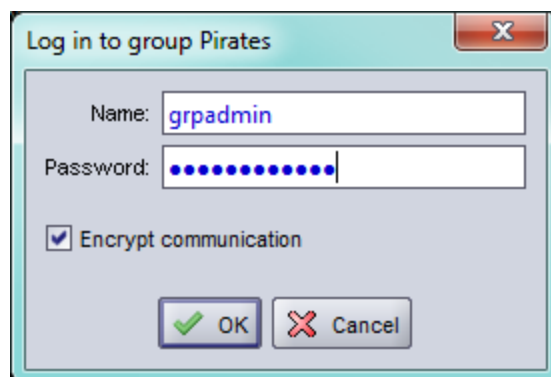 Log in to group Pirates
Name: grpadmin
Password: ••••••••••••
Encrypt communication
OK Cancel